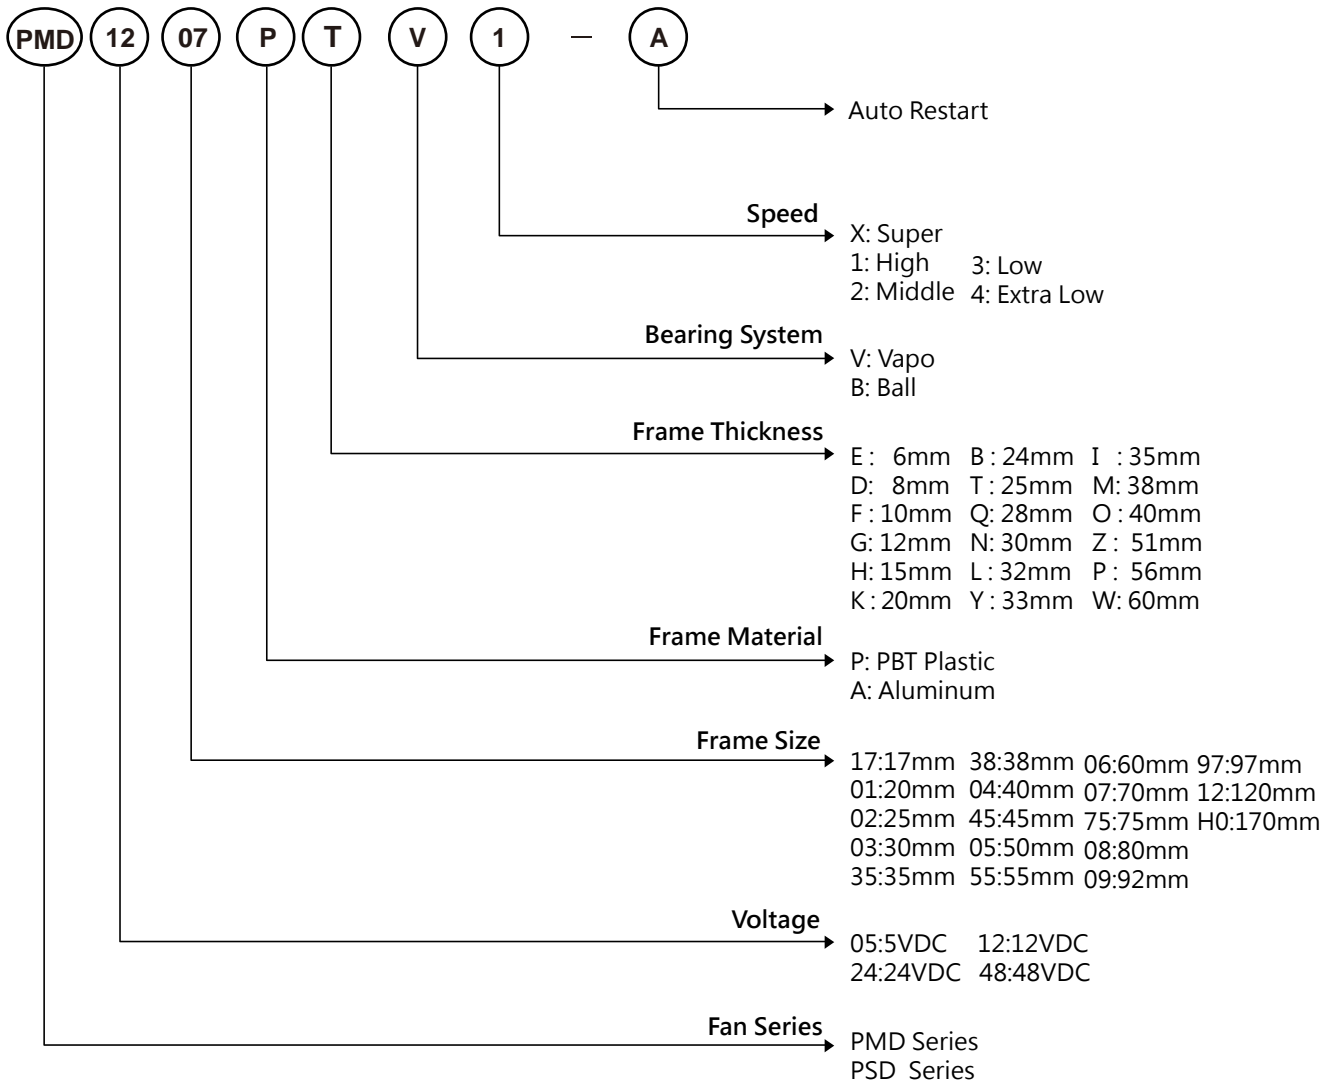 PMD 12 07 P T V 1 — A
Auto Restart
Speed
X: Super
1: High 3: Low
2: Middle 4: Extra Low
Bearing System
V: Vapo
B: Ball
Frame Thickness
E : 6mm B : 24mm I : 35mm
D: 8mm T : 25mm M: 38mm
F : 10mm Q: 28mm O : 40mm
G: 12mm N: 30mm Z : 51mm
H: 15mm L : 32mm P : 56mm
K : 20mm Y : 33mm W: 60mm
Frame Material
P: PBT Plastic
A: Aluminum
Frame Size
17:17mm 38:38mm 06:60mm 97:97mm
01:20mm 04:40mm 07:70mm 12:120mm
02:25mm 45:45mm 75:75mm H0:170mm
03:30mm 05:50mm 08:80mm
35:35mm 55:55mm 09:92mm
Voltage
05:5VDC 12:12VDC
24:24VDC 48:48VDC
Fan Series
PMD Series
PSD Series